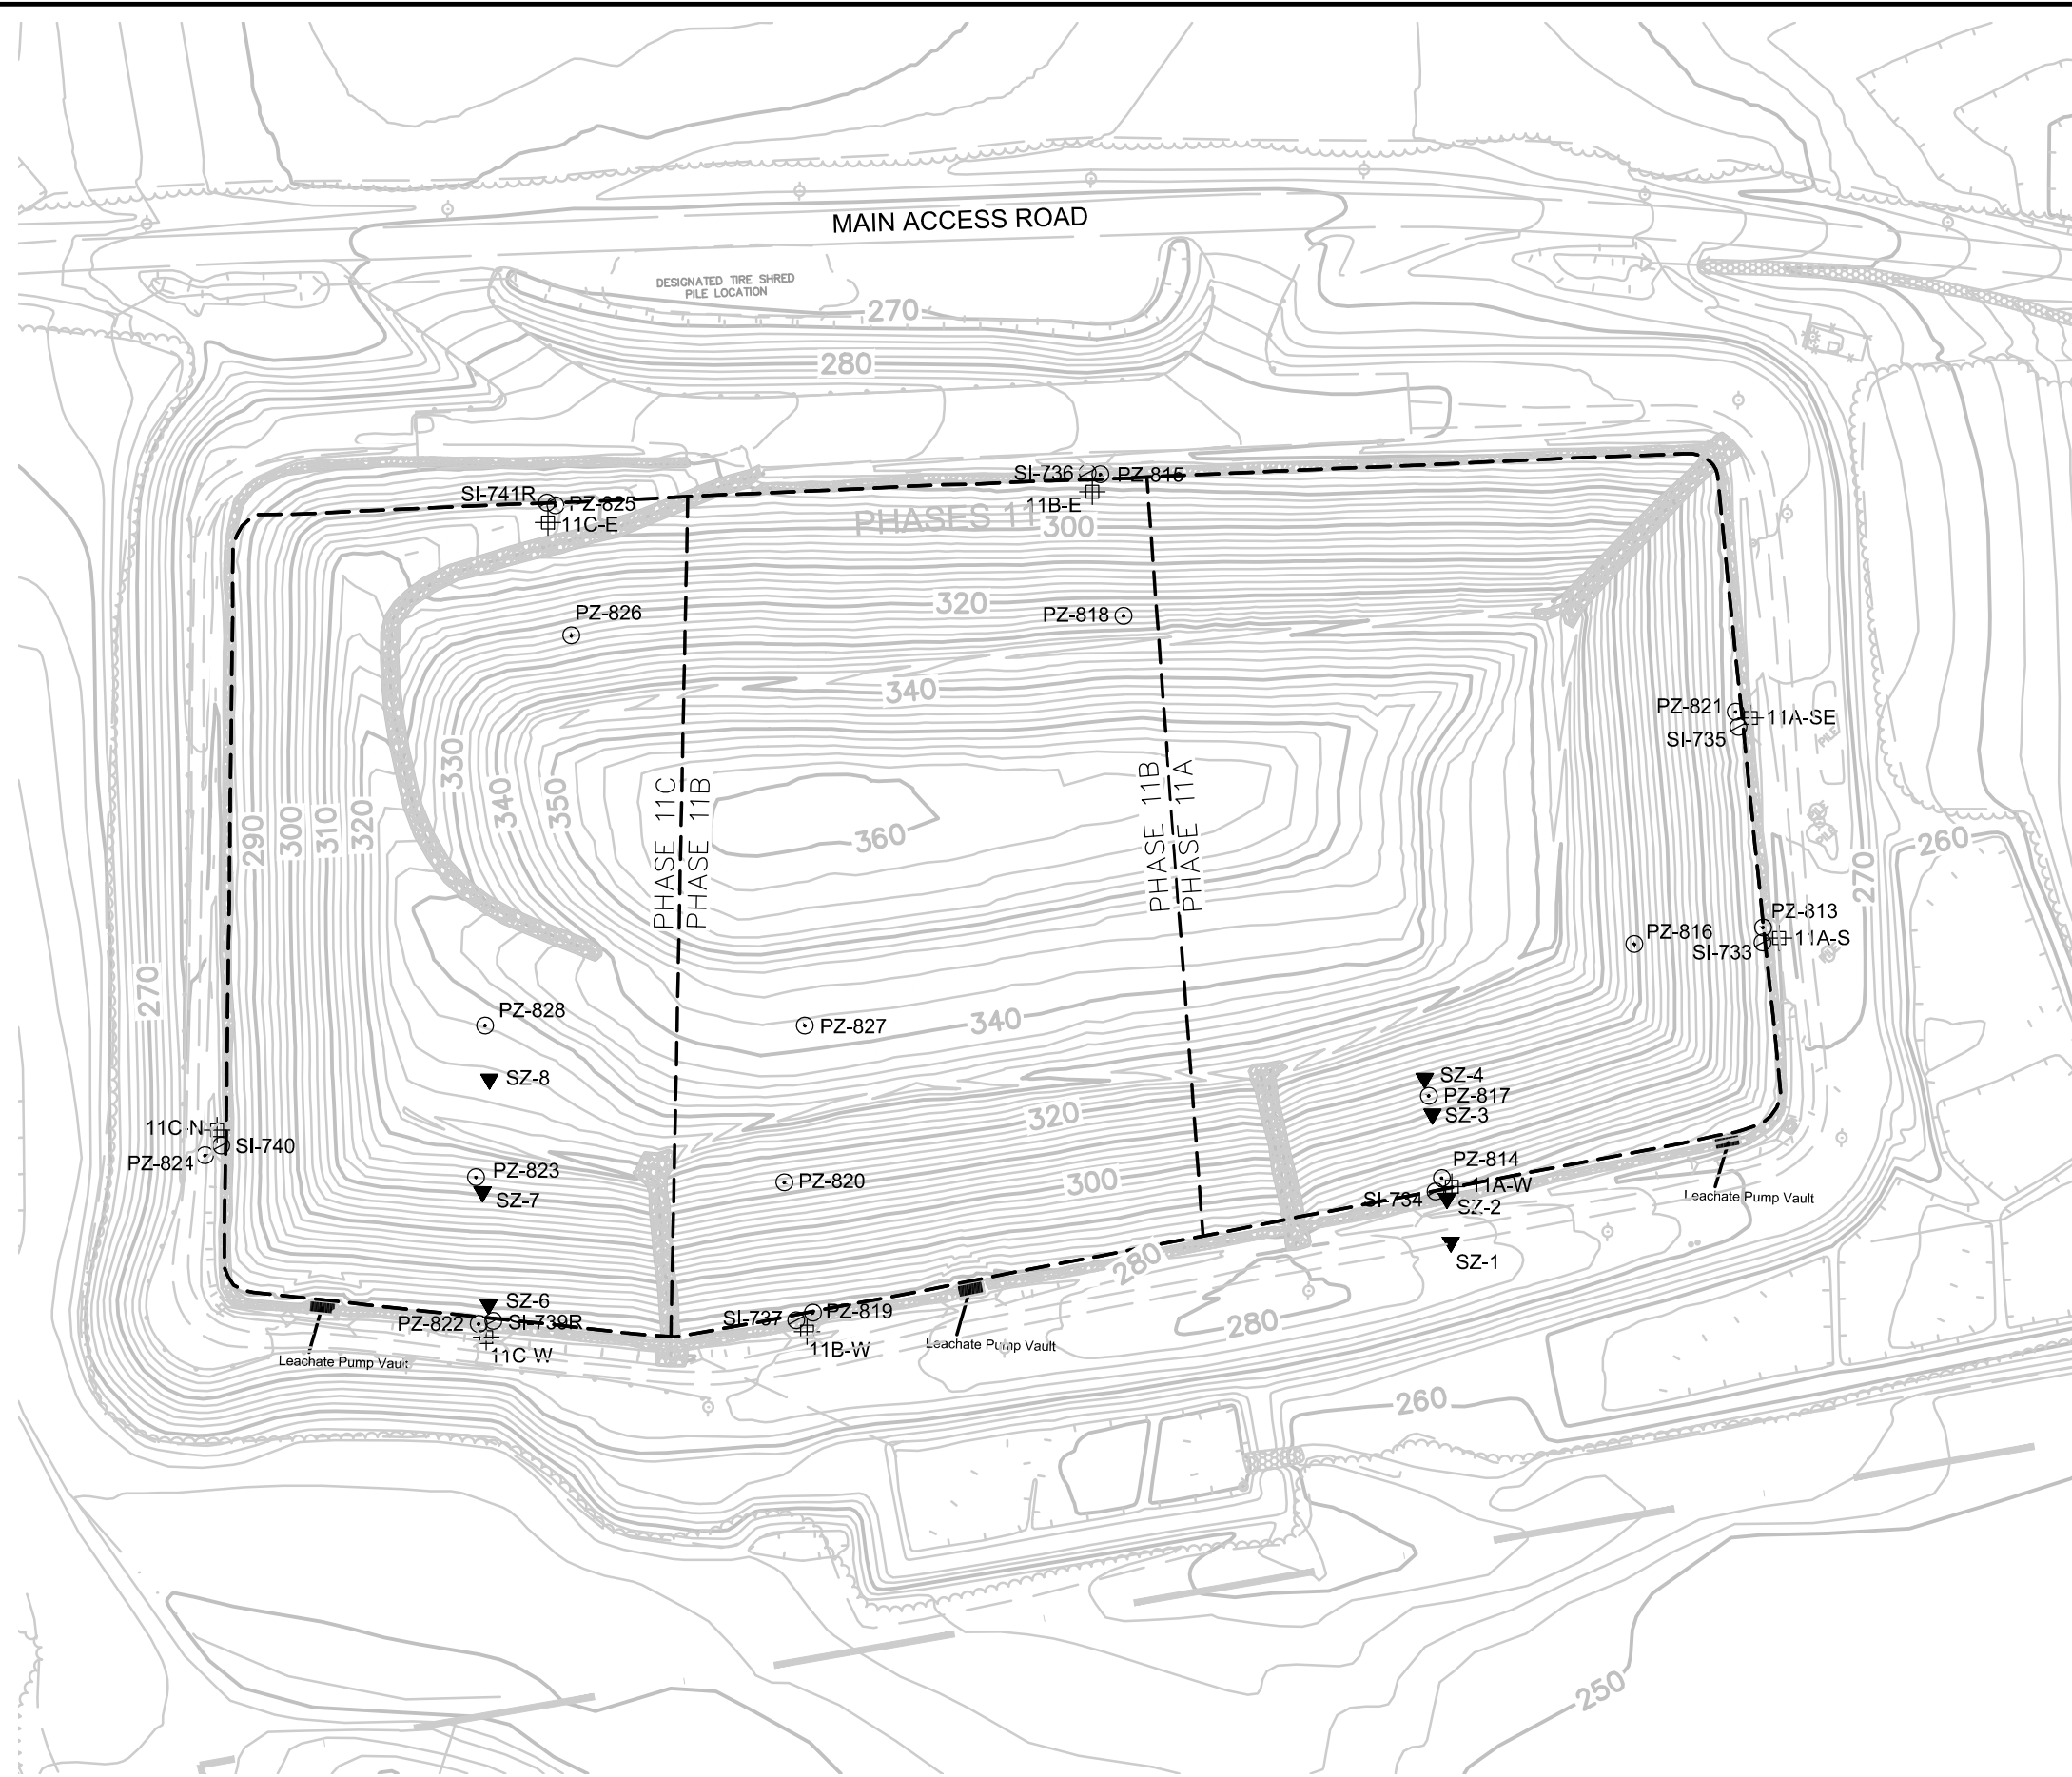 MAIN ACCESS ROAD
DESIGNATED TIRE SHRED
PILE LOCATION
270
280
SI-736
PZ-815
SI-741R
PZ-825
11B-E
11C-E
PHASES 11
300
320
PZ-826
PZ-818
340
PZ-821
11A-SE
SI-735
PILE
330
340
350
PHASE 11C
PHASE 11B
PHASE 11B
PHASE 11A
290
300
310
320
360
260
270
PZ-813
PZ-816
11A-S
SI-733
270
PZ-828
PZ-827
340
SZ-8
SZ-4
PZ-817
SZ-3
320
11C-N
SI-740
PZ-824
PZ-814
PZ-823
PZ-820
300
11A-W
SI-734
SZ-7
SZ-2
Leachate Pump Vault
280
SZ-1
SZ-6
PZ-822
SI-739R
SI-737
PZ-819
280
11C-W
11B-W
Leachate Pump Vault
Leachate Pump Vault
260
250